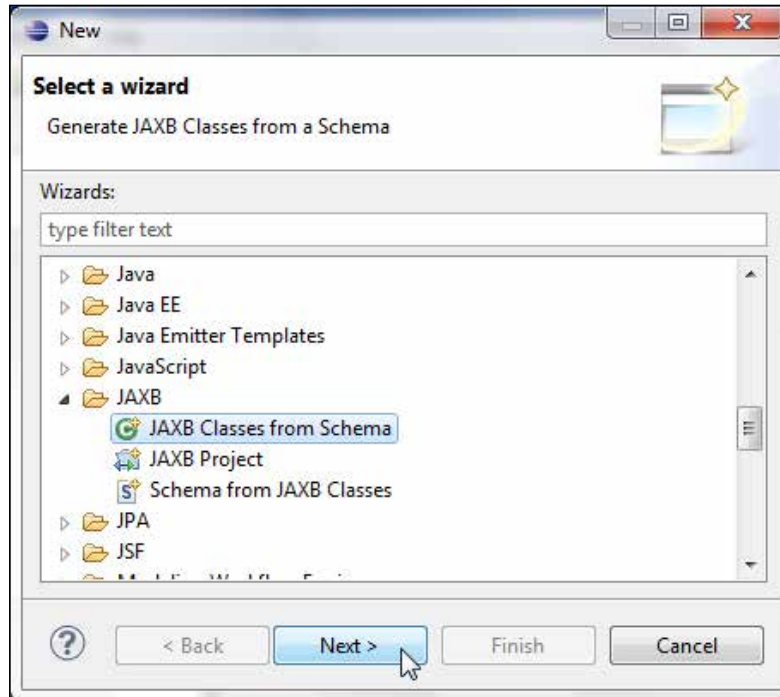 New
Select a wizard
Generate JAXB Classes from a Schema
Wizards:
type filter text
Java
Java EE
Java Emitter Templates
JavaScript
JAXB
JAXB Classes from Schema
JAXB Project
Schema from JAXB Classes
JPA
JSF
< Back Next > Finish Cancel